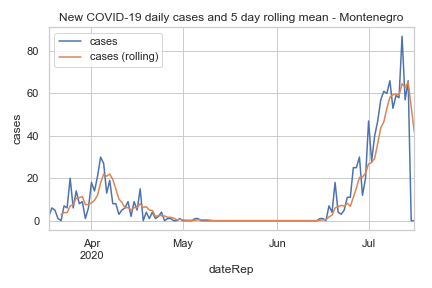 New COVID-19 daily cases and 5 day rolling mean - Montenegro
cases
cases (rolling)
80
60
40
20
0
cases
Apr
2020
May
Jun
Jul
dateRep